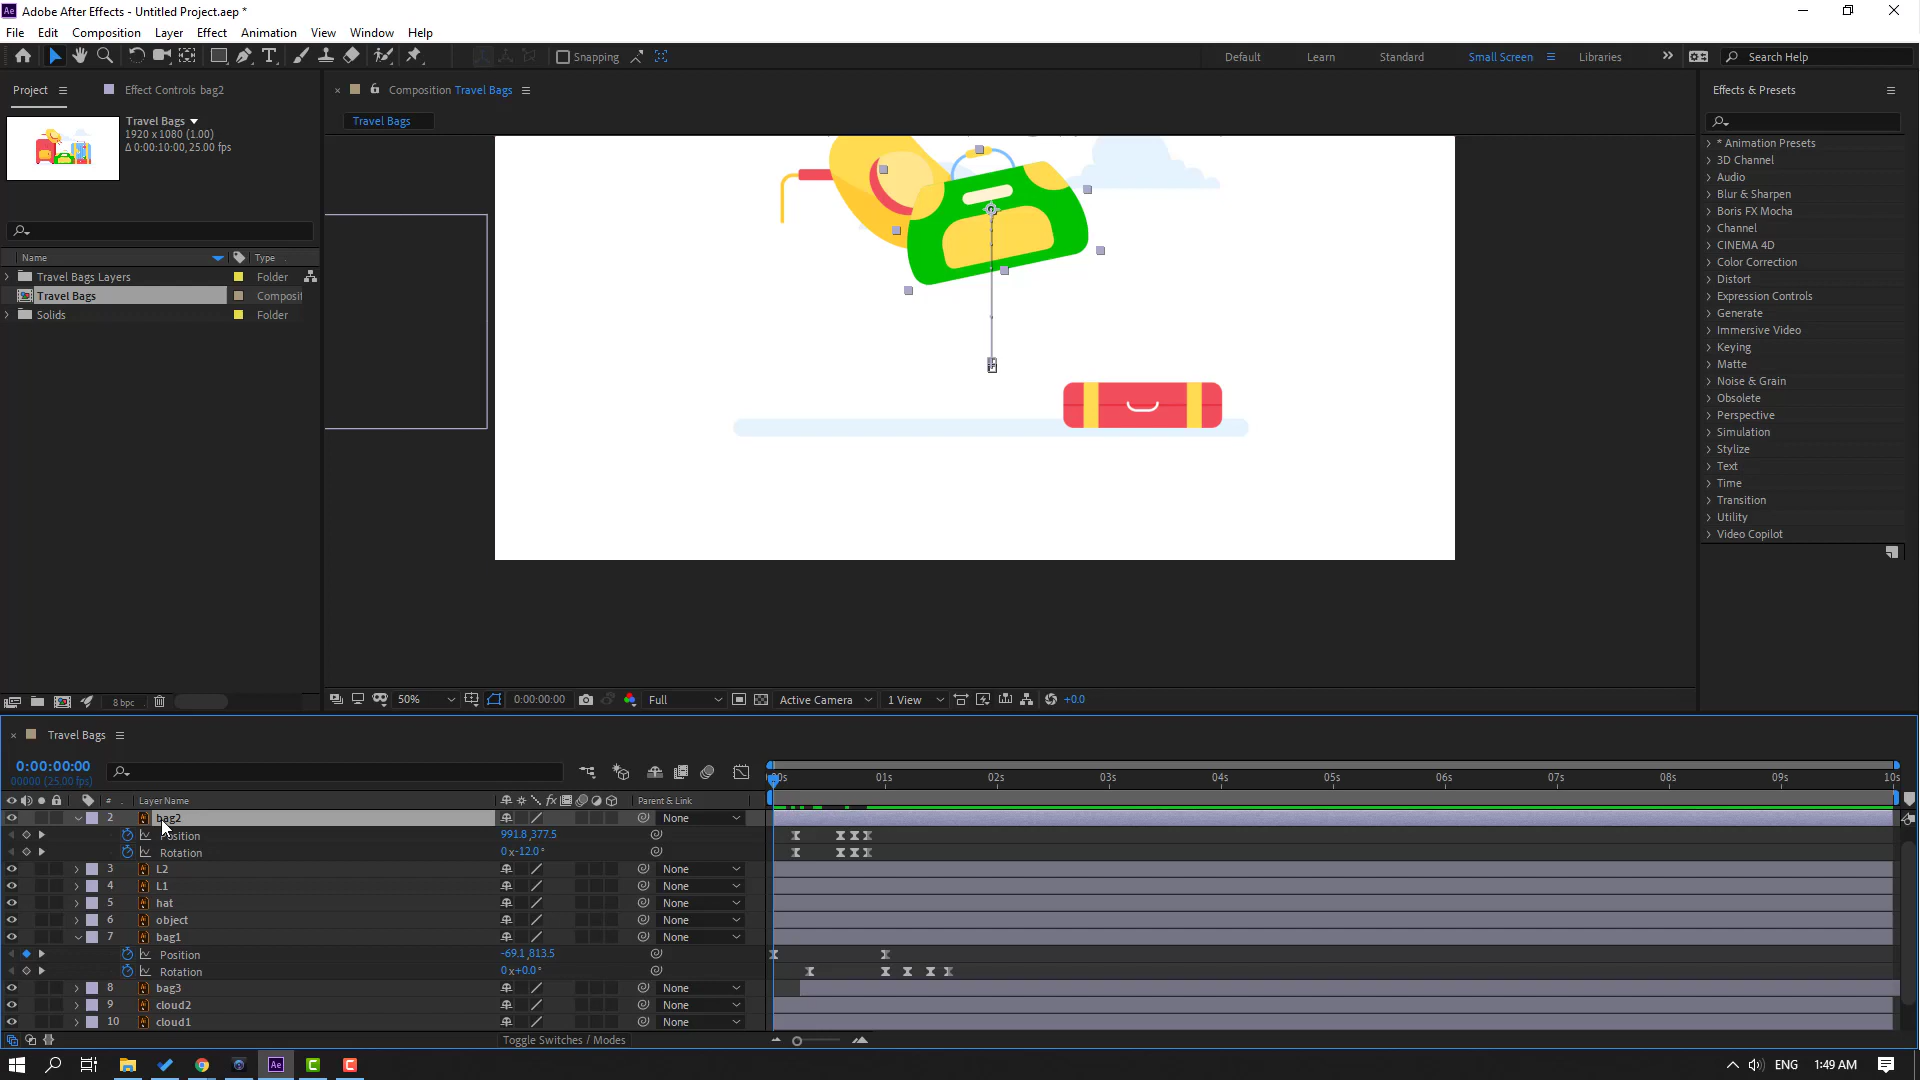 Adobe After Effects - Untitled Project.aep *
File Edit Composition Layer Effect Animation View Window Help
Snapping Default Learn Standard Small Screen Libraries Search Help
Project Effect Controls bag2 Composition Travel Bags Effects & Presets
Travel Bags
1920 x 1080 (1.00)
Δ 0:00:10:00, 25.00 fps
Travel Bags
Name Type
Travel Bags Layers Folder
Travel Bags Composit
Solids Folder
* Animation Presets
3D Channel
Audio
Blur & Sharpen
Boris FX Mocha
Channel
CINEMA 4D
Color Correction
Distort
Expression Controls
Generate
Immersive Video
Keying
Matte
Noise & Grain
Obsolete
Perspective
Simulation
Stylize
Text
Time
Transition
Utility
Video Copilot
8 bpc 50% 0:00:00:00 Full Active Camera 1 View +0.0
Travel Bags
0:00:00:00
00000 (25.00 fps)
00s 01s 02s 03s 04s 05s 06s 07s 08s 09s 10s
# Layer Name Parent & Link
2 bag2 None
Position 991.8,377.5
Rotation 0x-12.0°
3 L2 None
4 L1 None
5 hat None
6 object None
7 bag1 None
Position -69.1,813.5
Rotation 0x+0.0°
8 bag3 None
9 cloud2 None
10 cloud1 None
Toggle Switches / Modes
ENG 1:49 AM